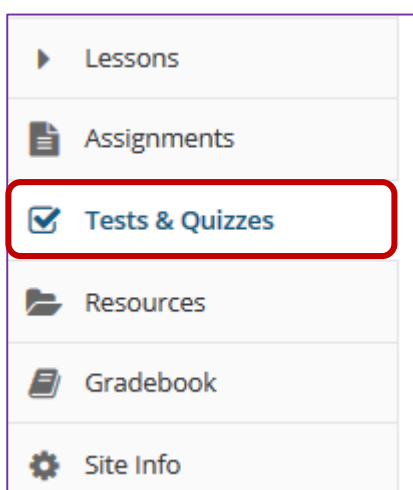 Lessons
Assignments
Tests & Quizzes
Resources
Gradebook
Site Info